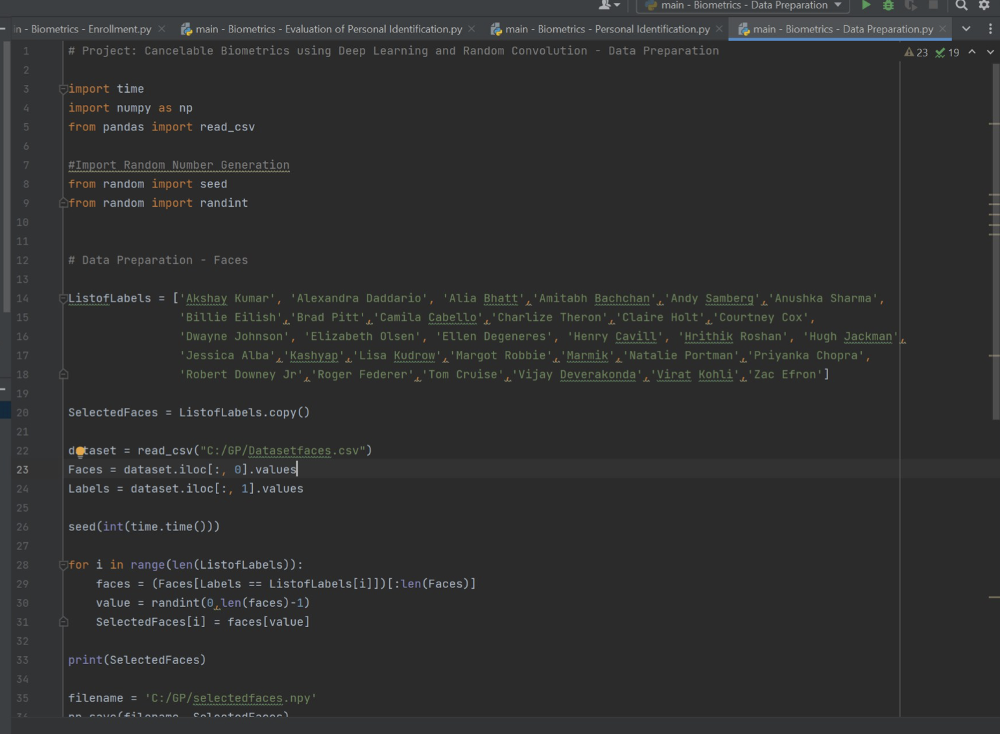 main - Biometrics - Data Preparation
n - Biometrics - Enrollment.py
main - Biometrics - Evaluation of Personal Identification.py
main - Biometrics - Personal Identification.py
main - Biometrics - Data Preparation.py
23 19
1 # Project: Cancelable Biometrics using Deep Learning and Random Convolution - Data Preparation
2
3 import time
4 import numpy as np
5 from pandas import read_csv
6
7 #Import Random Number Generation
8 from random import seed
9 from random import randint
10
11
12 # Data Preparation - Faces
13
14 ListofLabels = ['Akshay Kumar', 'Alexandra Daddario', 'Alia Bhatt','Amitabh Bachchan','Andy Samberg','Anushka Sharma',
15 'Billie Eilish','Brad Pitt','Camila Cabello','Charlize Theron','Claire Holt','Courtney Cox',
16 'Dwayne Johnson', 'Elizabeth Olsen', 'Ellen Degeneres', 'Henry Cavill', 'Hrithik Roshan', 'Hugh Jackman',
17 'Jessica Alba','Kashyap','Lisa Kudrow','Margot Robbie','Marmik','Natalie Portman','Priyanka Chopra',
18 'Robert Downey Jr','Roger Federer','Tom Cruise','Vijay Deverakonda','Virat Kohli','Zac Efron']
19
20 SelectedFaces = ListofLabels.copy()
21
22 dataset = read_csv("C:/GP/Datasetfaces.csv")
23 Faces = dataset.iloc[:, 0].values
24 Labels = dataset.iloc[:, 1].values
25
26 seed(int(time.time()))
27
28 for i in range(len(ListofLabels)):
29 faces = (Faces[Labels == ListofLabels[i]])[:len(Faces)]
30 value = randint(0,len(faces)-1)
31 SelectedFaces[i] = faces[value]
32
33 print(SelectedFaces)
34
35 filename = 'C:/GP/selectedfaces.npy'
36 np.save(filename, SelectedFaces)